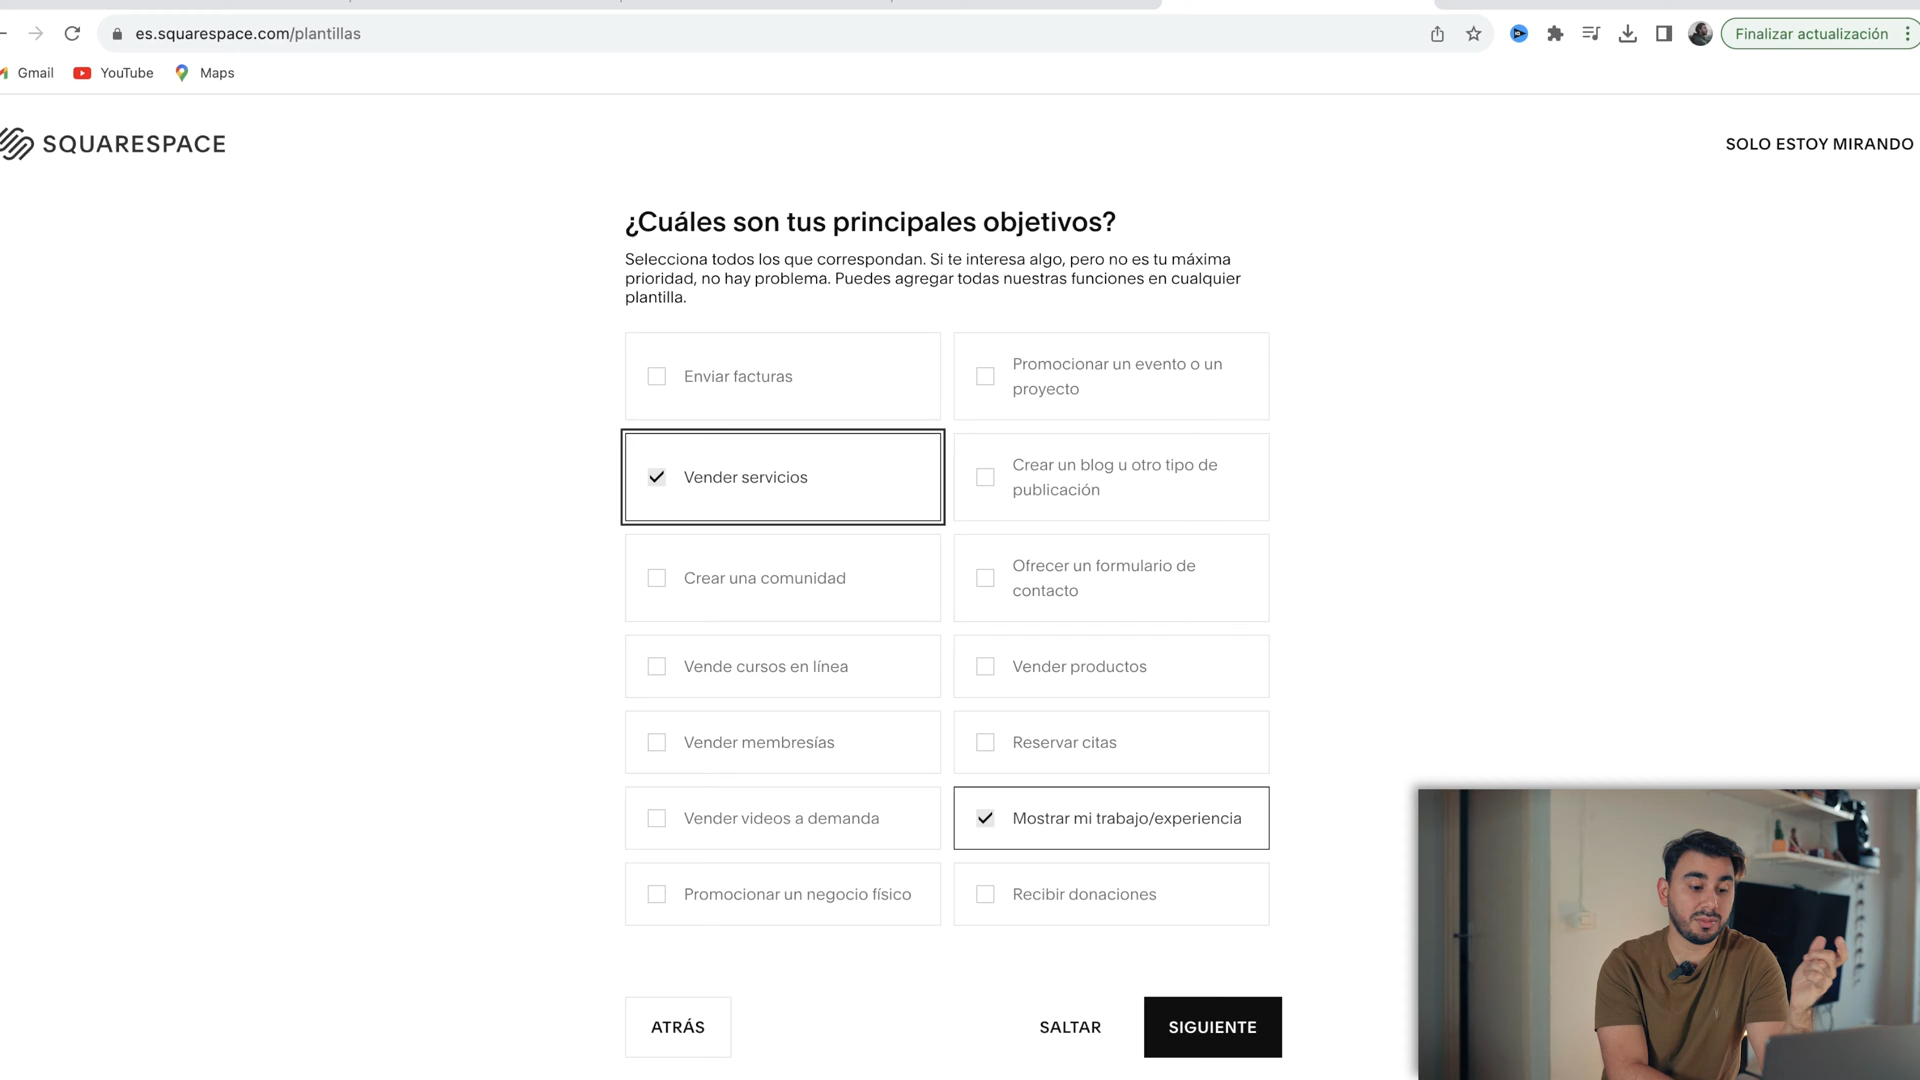 es.squarespace.com/plantillas
Finalizar actualización
Gmail
YouTube
Maps
SQUARESPACE
SOLO ESTOY MIRANDO
¿Cuáles son tus principales objetivos?
Selecciona todos los que correspondan. Si te interesa algo, pero no es tu máxima
prioridad, no hay problema. Puedes agregar todas nuestras funciones en cualquier
plantilla.
Enviar facturas
Promocionar un evento o un
proyecto
Vender servicios
Crear un blog u otro tipo de
publicación
Crear una comunidad
Ofrecer un formulario de
contacto
Vende cursos en línea
Vender productos
Vender membresías
Reservar citas
Vender videos a demanda
Mostrar mi trabajo/experiencia
Promocionar un negocio físico
Recibir donaciones
ATRÁS
SALTAR
SIGUIENTE